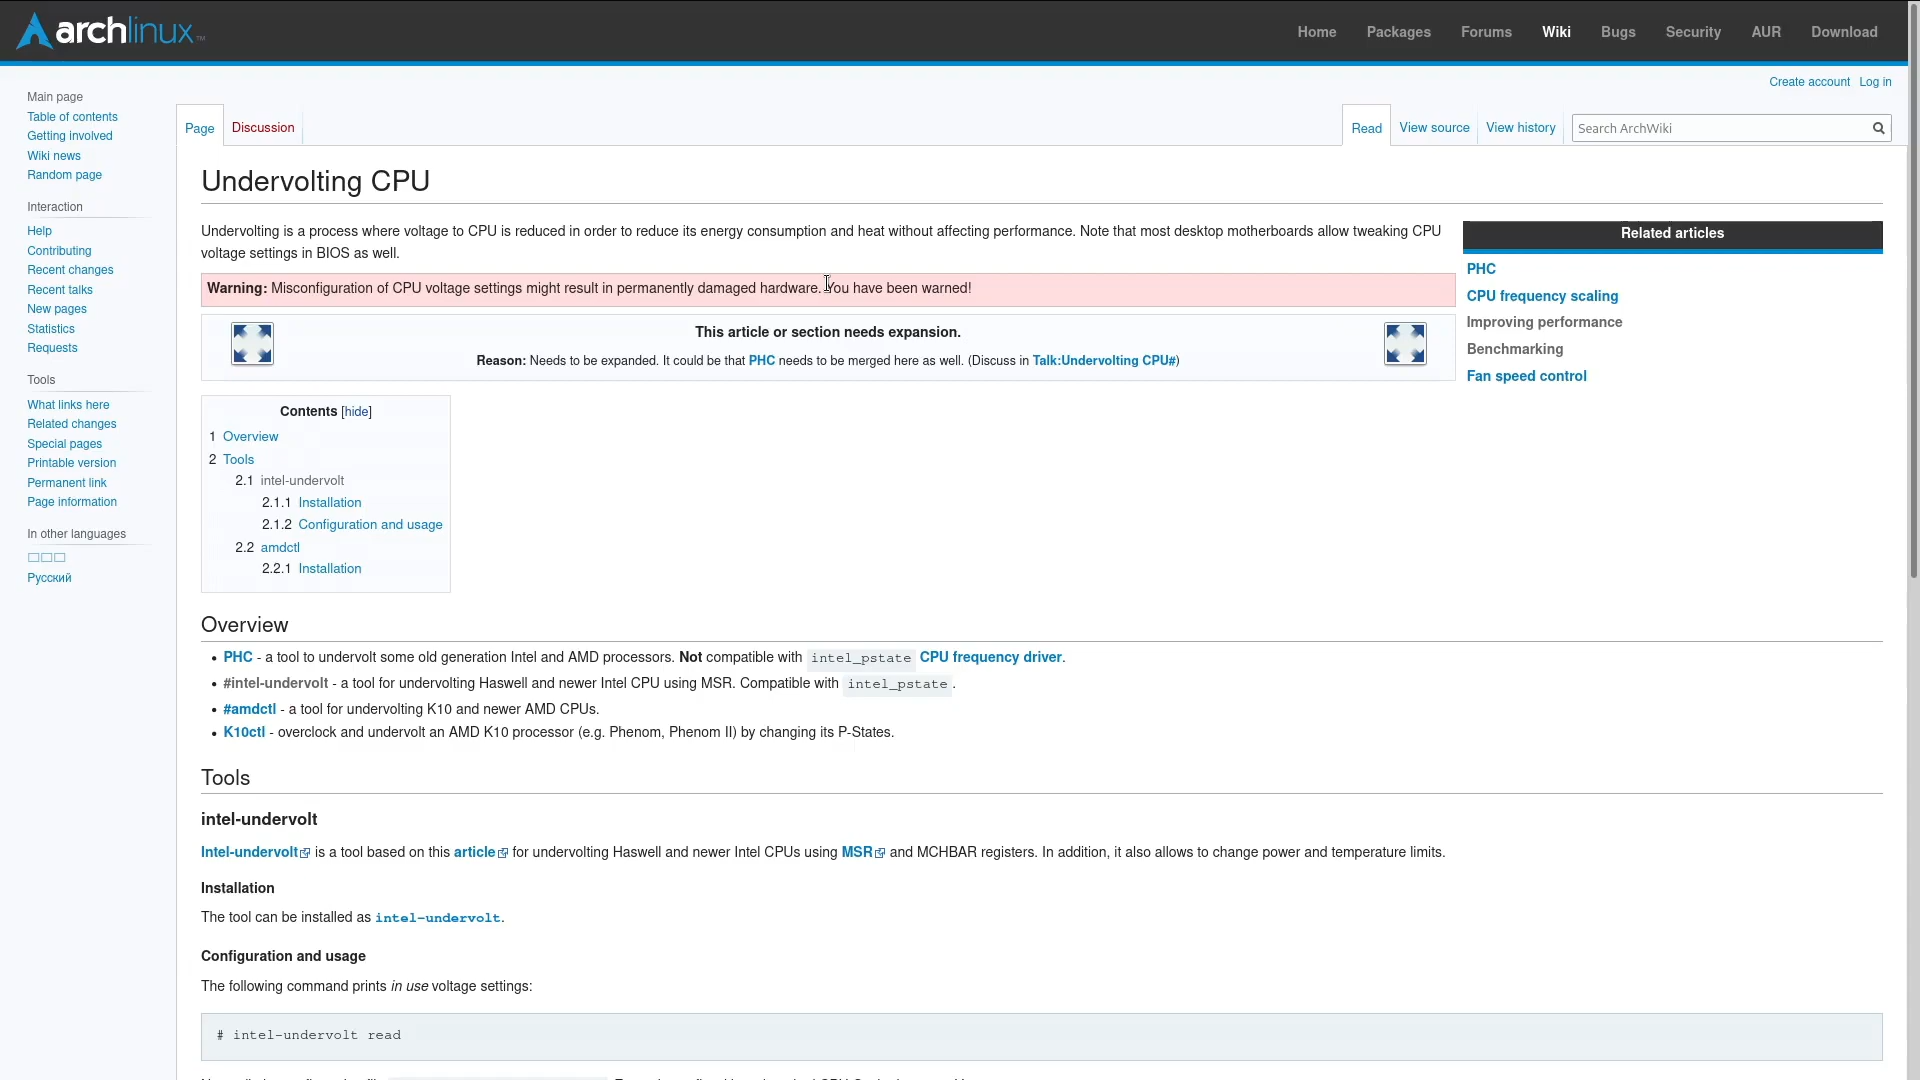 archlinux™
Home Packages Forums Wiki Bugs Security AUR Download
Create account Log in
Main page
Table of contents
Getting involved
Wiki news
Random page
Interaction
Help
Contributing
Recent changes
Recent talks
New pages
Statistics
Requests
Tools
What links here
Related changes
Special pages
Printable version
Permanent link
Page information
In other languages
Русский
Page Discussion
Read View source View history Search ArchWiki
Undervolting CPU
Undervolting is a process where voltage to CPU is reduced in order to reduce its energy consumption and heat without affecting performance. Note that most desktop motherboards allow tweaking CPU
voltage settings in BIOS as well.
Warning: Misconfiguration of CPU voltage settings might result in permanently damaged hardware. You have been warned!
This article or section needs expansion.
Reason: Needs to be expanded. It could be that PHC needs to be merged here as well. (Discuss in Talk:Undervolting CPU#)
Related articles
PHC
CPU frequency scaling
Improving performance
Benchmarking
Fan speed control
Contents [hide]
1 Overview
2 Tools
2.1 intel-undervolt
2.1.1 Installation
2.1.2 Configuration and usage
2.2 amdctl
2.2.1 Installation
Overview
• PHC - a tool to undervolt some old generation Intel and AMD processors. Not compatible with intel_pstate CPU frequency driver.
• #intel-undervolt - a tool for undervolting Haswell and newer Intel CPU using MSR. Compatible with intel_pstate.
• #amdctl - a tool for undervolting K10 and newer AMD CPUs.
• K10ctl - overclock and undervolt an AMD K10 processor (e.g. Phenom, Phenom II) by changing its P-States.
Tools
intel-undervolt
Intel-undervolt is a tool based on this article for undervolting Haswell and newer Intel CPUs using MSR and MCHBAR registers. In addition, it also allows to change power and temperature limits.
Installation
The tool can be installed as intel-undervolt.
Configuration and usage
The following command prints in use voltage settings:
# intel-undervolt read